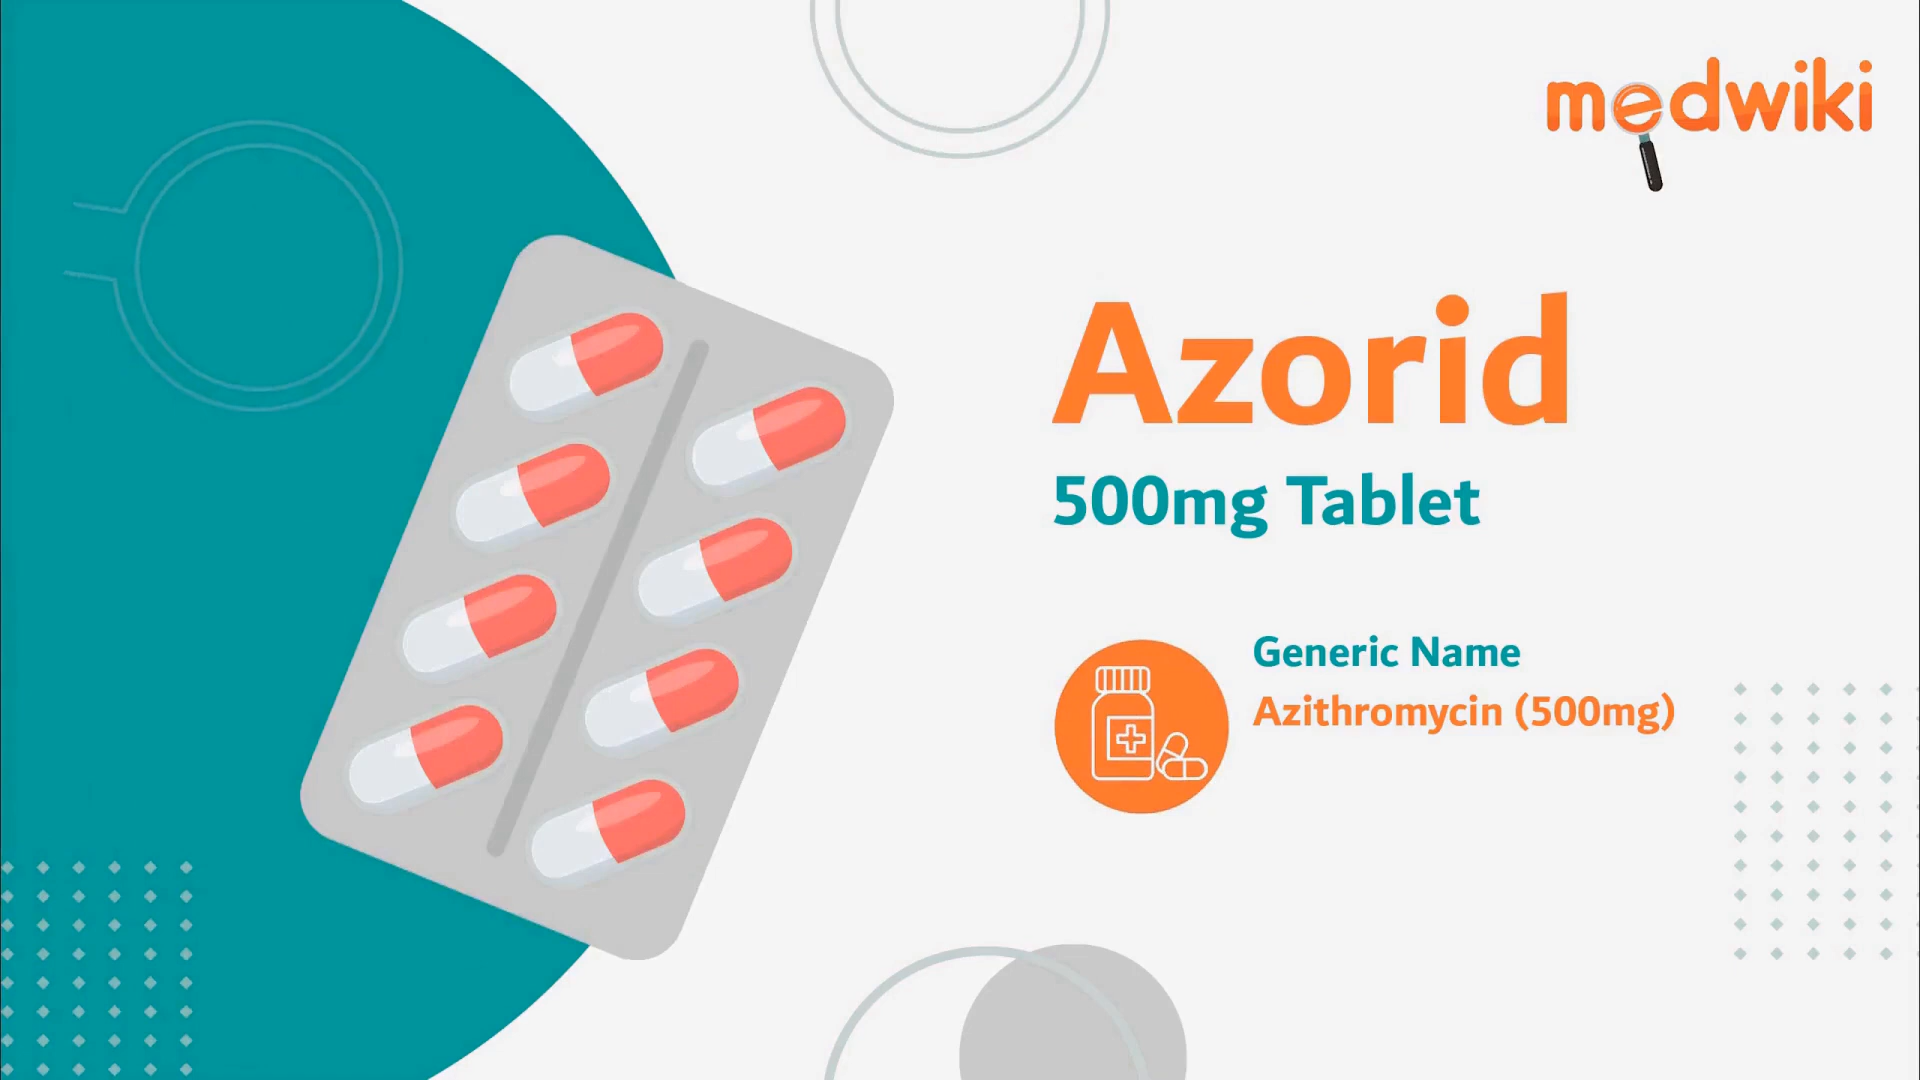 medwiki
Azorid
500mg Tablet
Generic Name
Azithromycin (500mg)